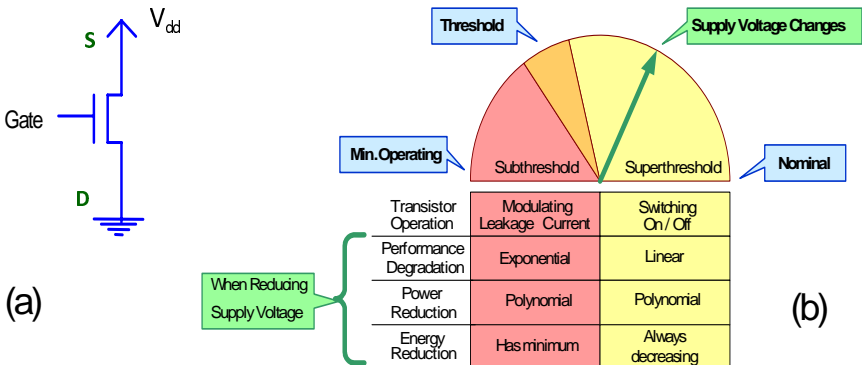 S
V_dd
Gate
D
(a)
Threshold
Supply Voltage Changes
Min. Operating
Subthreshold
Superthreshold
Nominal
Transistor
Operation
Modulating
Leakage Current
Switching
On / Off
When Reducing
Supply Voltage
Performance
Degradation
Exponential
Linear
Power
Reduction
Polynomial
Polynomial
Energy
Reduction
Has minimum
Always
decreasing
(b)